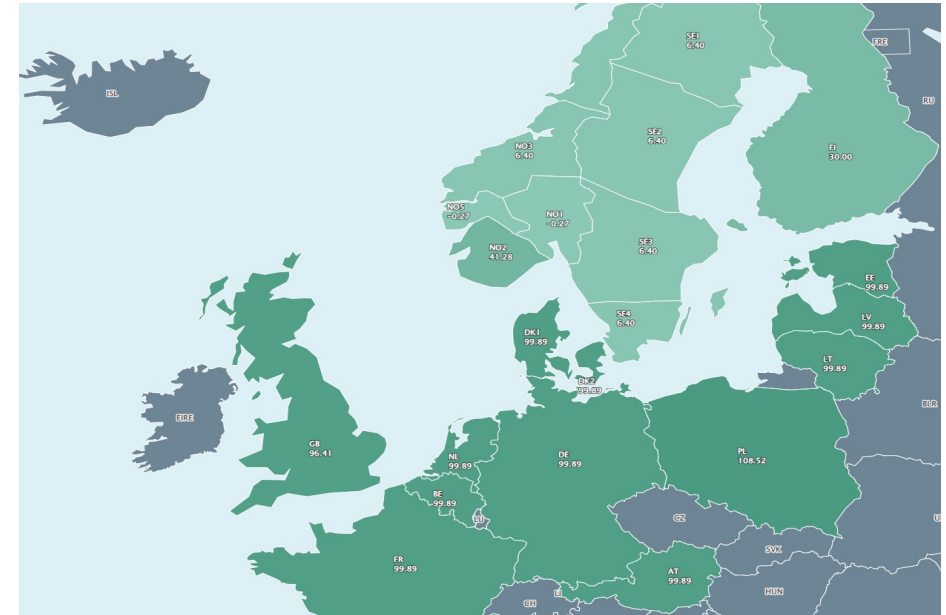 SE1
6.40
FRE
ISL
RU
SE2
6.40
NO3
6.40
FI
30.00
NO5
-0.27
NO1
-0.27
NO2
41.28
SE3
6.40
EE
99.89
SE4
6.40
LV
99.89
DK1
99.89
LT
99.89
DK2
99.89
BLR
EIRE
GB
96.41
NL
99.89
DE
99.89
PL
108.52
BE
99.89
LU
CZ
U
SVK
FR
99.89
AT
99.89
HUN
LI
CH